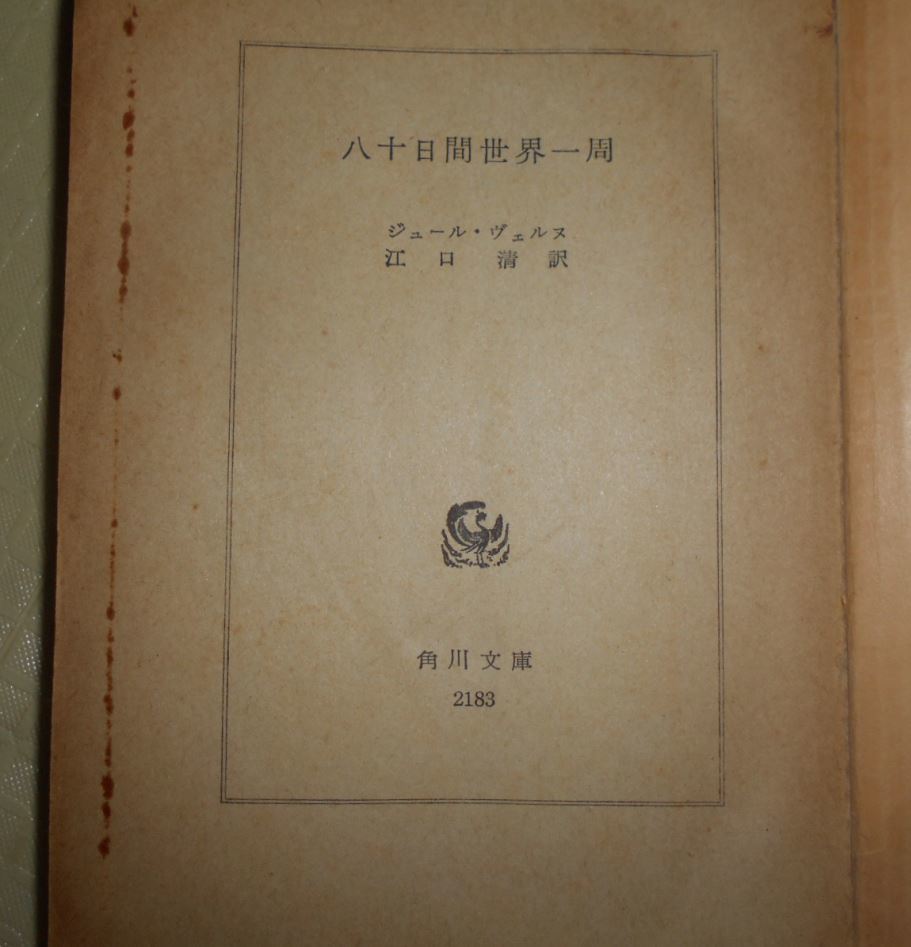 八十日間世界一周
ジュール・ヴェルヌ
江口 清 訳
角川文庫
2183